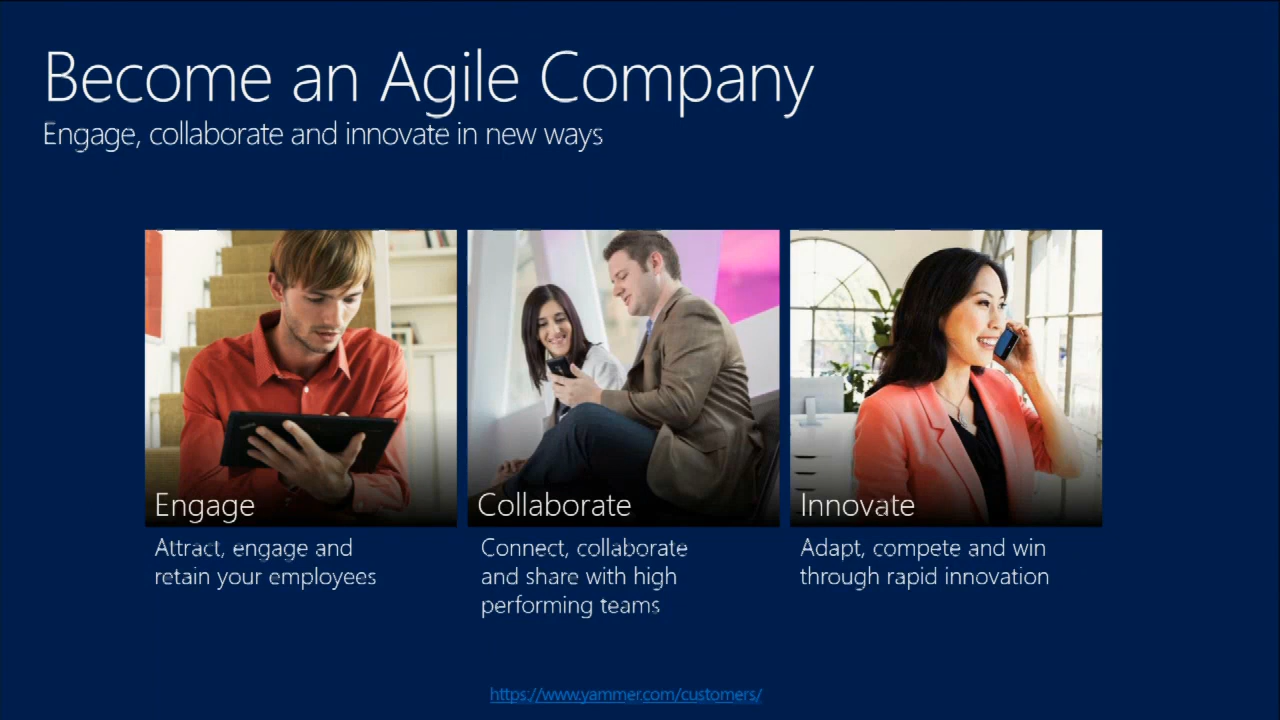 Become an Agile Company
Engage, collaborate and innovate in new ways
Engage
Attract, engage and
retain your employees
Collaborate
Connect, collaborate
and share with high
performing teams
Innovate
Adapt, compete and win
through rapid innovation
https://www.yammer.com/customers/